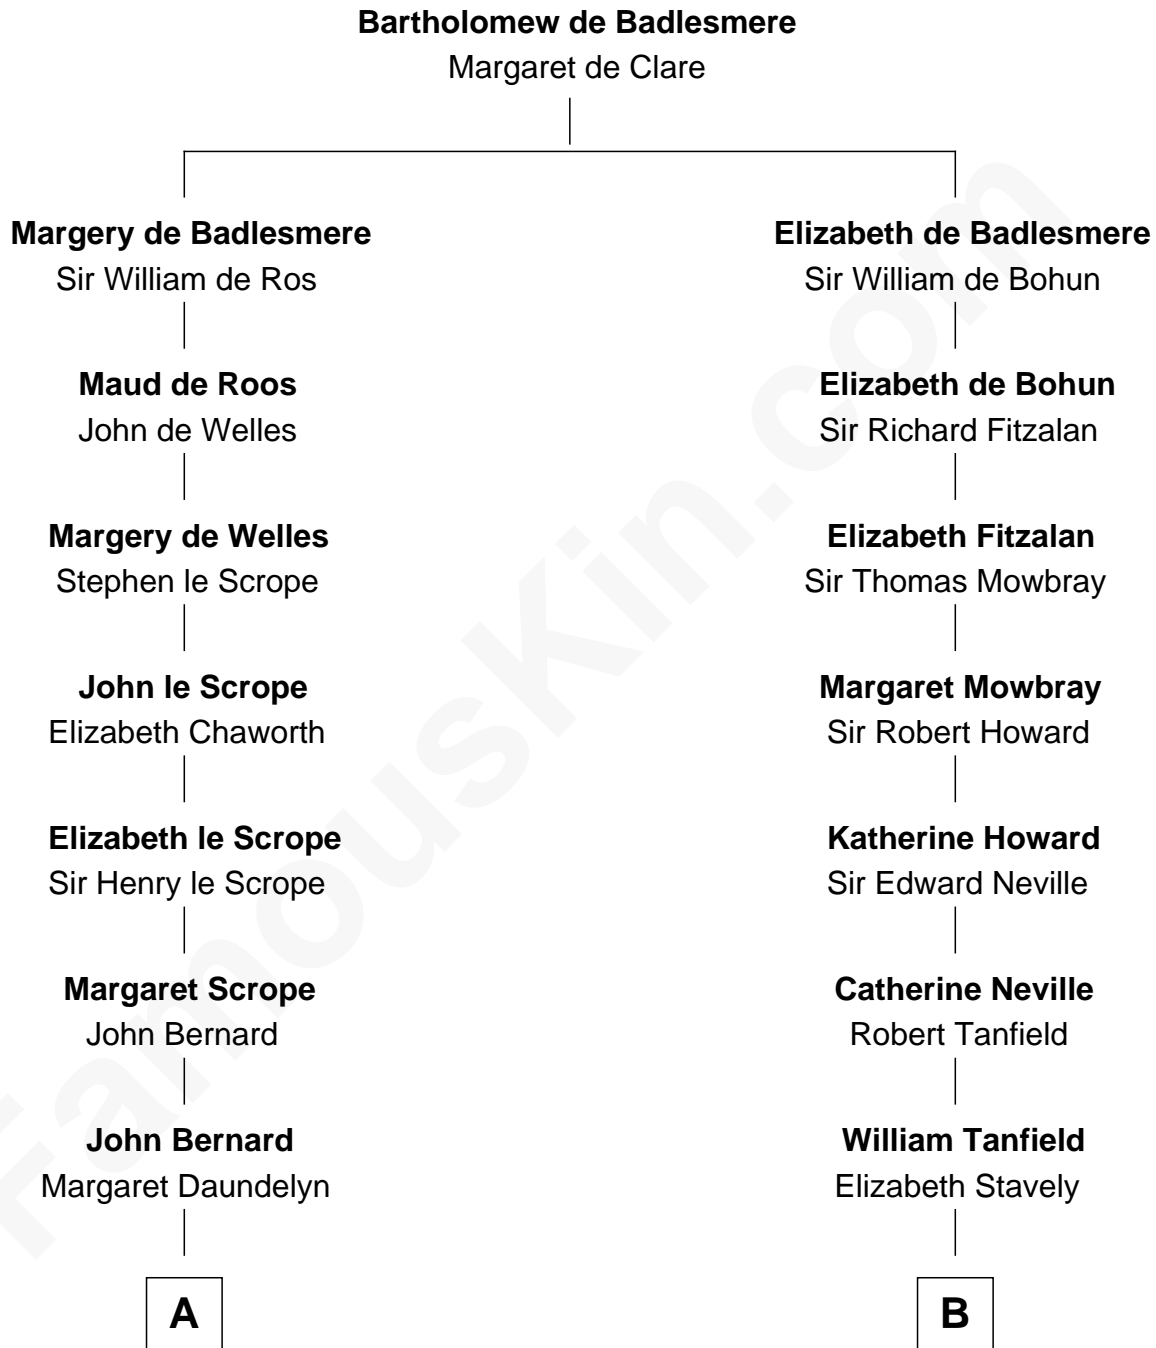 Bartholomew de Badlesmere
Margaret de Clare
Margery de Badlesmere
Sir William de Ros
Elizabeth de Badlesmere
Sir William de Bohun
Maud de Roos
John de Welles
Elizabeth de Bohun
Sir Richard Fitzalan
Margery de Welles
Stephen le Scrope
Elizabeth Fitzalan
Sir Thomas Mowbray
John le Scrope
Elizabeth Chaworth
Margaret Mowbray
Sir Robert Howard
Elizabeth le Scrope
Sir Henry le Scrope
Katherine Howard
Sir Edward Neville
Margaret Scrope
John Bernard
Catherine Neville
Robert Tanfield
John Bernard
Margaret Daundelyn
William Tanfield
Elizabeth Stavely
A
B
FamousKin.com